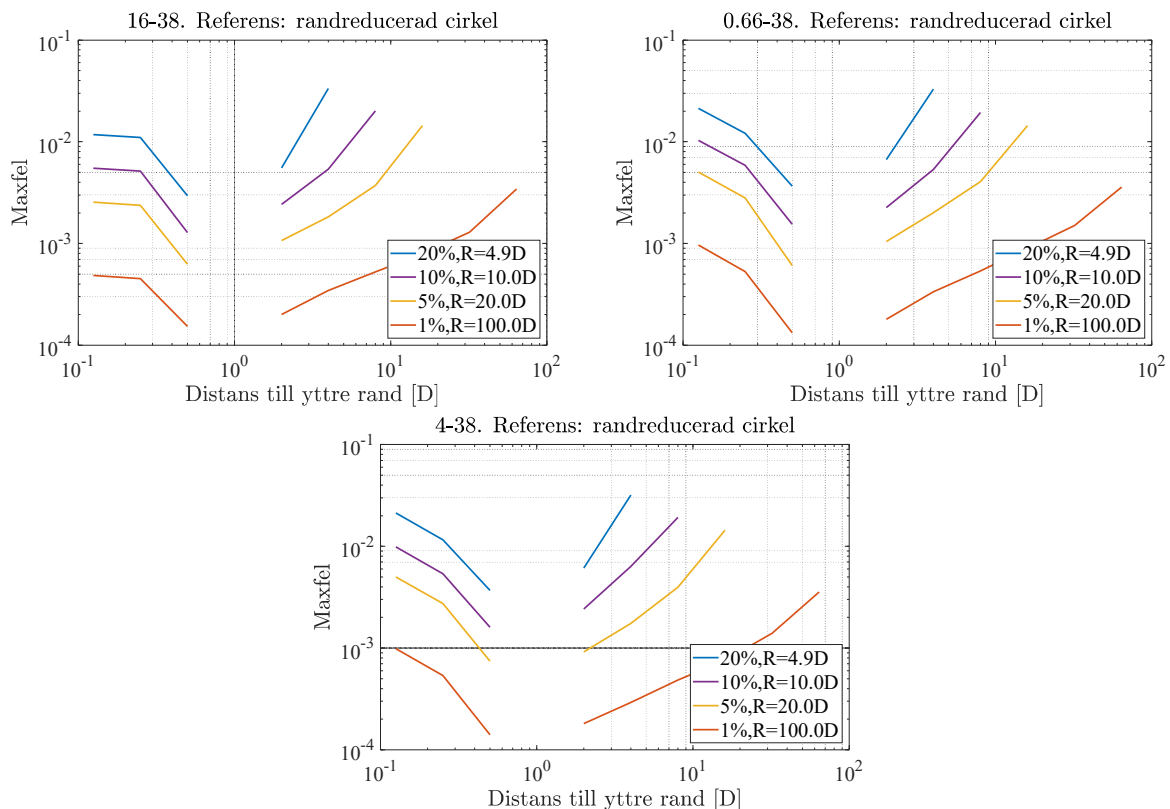 16-38. Referens: randreducerad cirkel
10^-1
10^-2
10^-3
10^-4
Maxfel
20%,R=4.9D
10%,R=10.0D
5%,R=20.0D
1%,R=100.0D
10^-1
10^0
10^1
10^2
Distans till yttre rand [D]
0.66-38. Referens: randreducerad cirkel
10^-1
10^-2
10^-3
10^-4
Maxfel
20%,R=4.9D
10%,R=10.0D
5%,R=20.0D
1%,R=100.0D
10^-1
10^0
10^1
10^2
Distans till yttre rand [D]
4-38. Referens: randreducerad cirkel
10^-1
10^-2
10^-3
10^-4
Maxfel
20%,R=4.9D
10%,R=10.0D
5%,R=20.0D
1%,R=100.0D
10^-1
10^0
10^1
10^2
Distans till yttre rand [D]